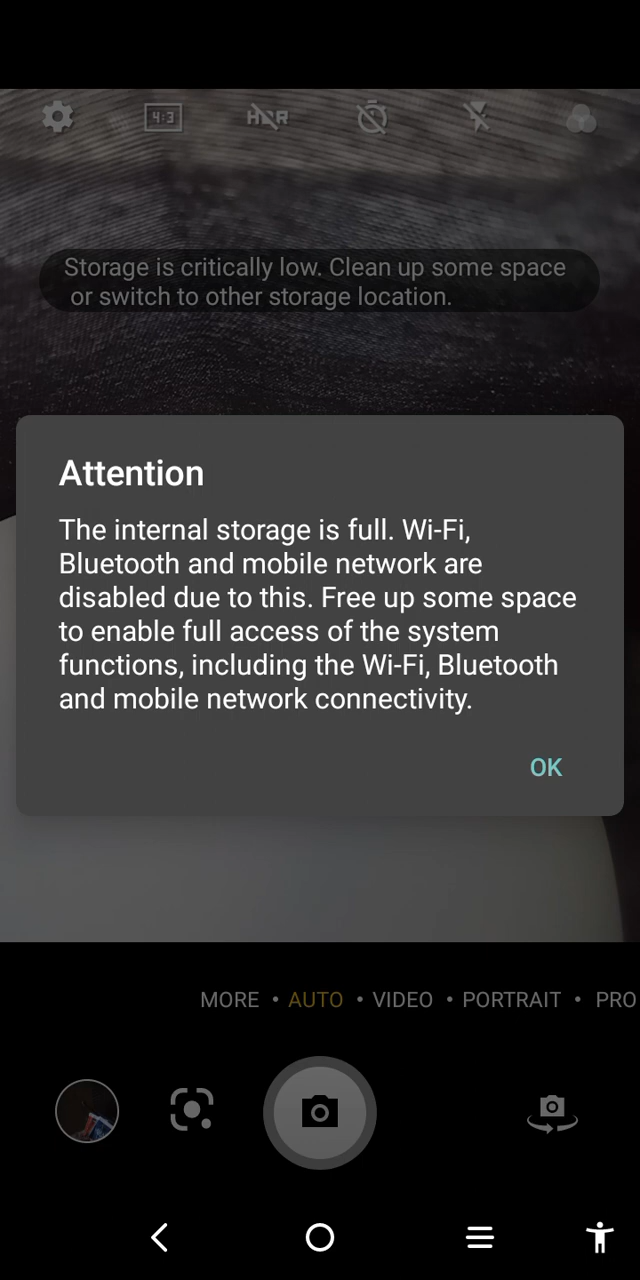 4:3
HDR
Storage is critically low. Clean up some space
or switch to other storage location.
Attention
The internal storage is full. Wi-Fi,
Bluetooth and mobile network are
disabled due to this. Free up some space
to enable full access of the system
functions, including the Wi-Fi, Bluetooth
and mobile network connectivity.
OK
MORE • AUTO • VIDEO • PORTRAIT • PRO